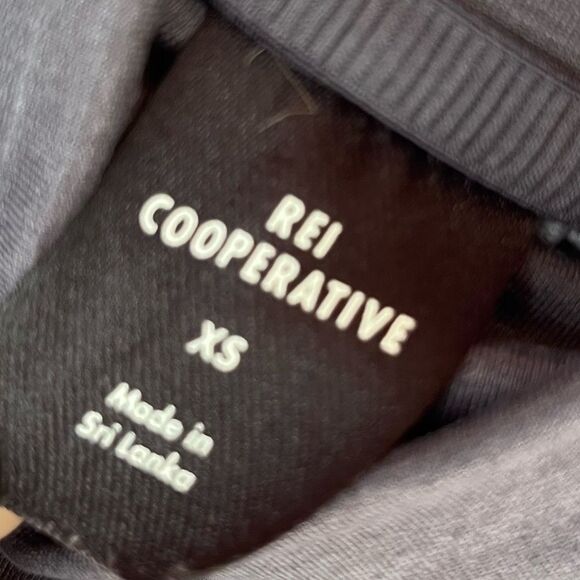 REI
COOPERATIVE
XS
Made in
Sri Lanka